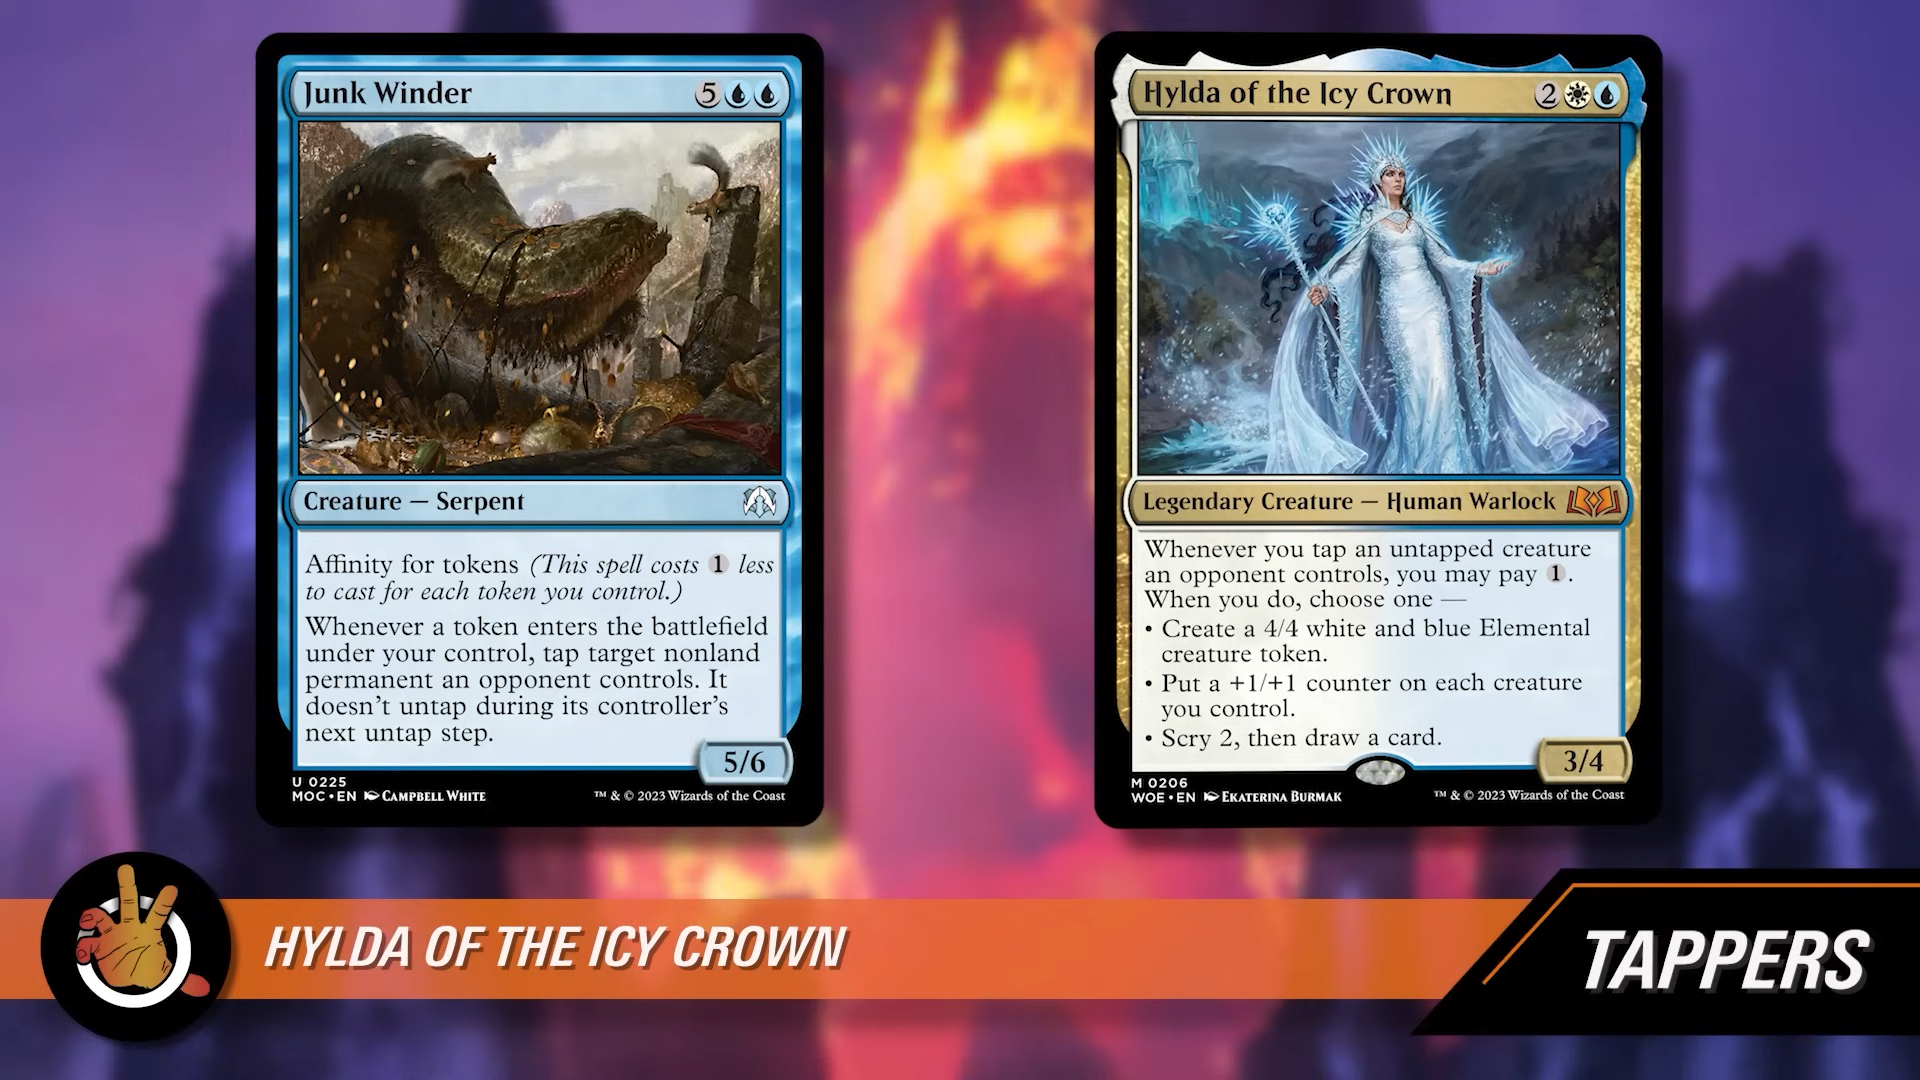 Junk Winder 5
Creature — Serpent
Affinity for tokens (This spell costs 1 less
to cast for each token you control.)
Whenever a token enters the battlefield
under your control, tap target nonland
permanent an opponent controls. It
doesn't untap during its controller's
next untap step.
5/6
U 0225
MOC • EN CAMPBELL WHITE
™ & © 2023 Wizards of the Coast
Hylda of the Icy Crown 2
Legendary Creature — Human Warlock
Whenever you tap an untapped creature
an opponent controls, you may pay 1.
When you do, choose one —
• Create a 4/4 white and blue Elemental
creature token.
• Put a +1/+1 counter on each creature
you control.
• Scry 2, then draw a card.
3/4
M 0206
WOE • EN EKATERINA BURMAK
™ & © 2023 Wizards of the Coast
HYLDA OF THE ICY CROWN
TAPPERS